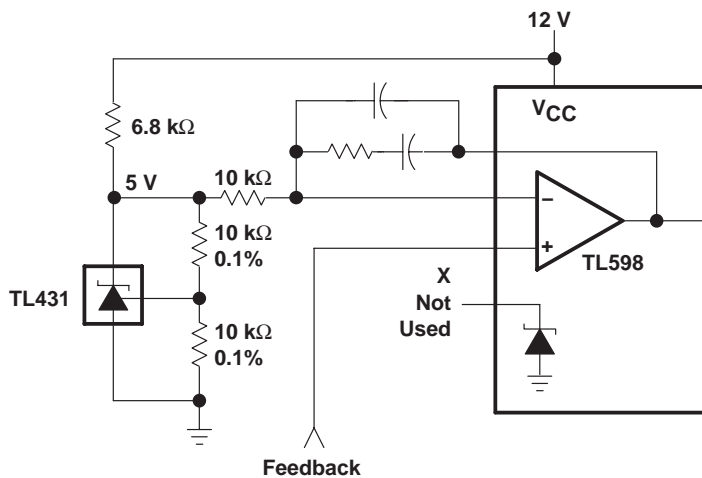 12 V
VCC
6.8 kΩ
5 V
10 kΩ
10 kΩ
0.1%
TL431
10 kΩ
0.1%
−
+
TL598
X
Not
Used
Feedback